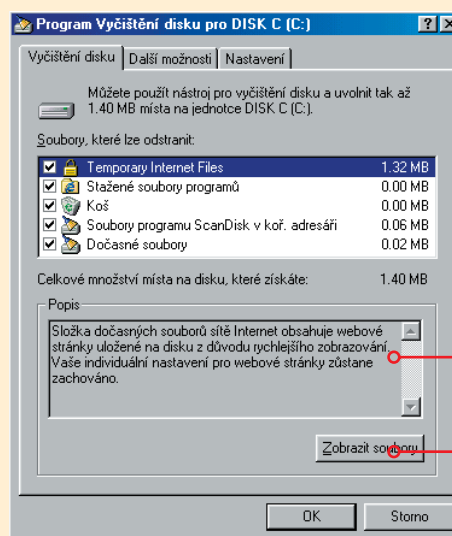 Program Vyčištění disku pro DISK C (C:)
Vyčištění disku Další možnosti Nastavení
Můžete použít nástroj pro vyčištění disku a uvolnit tak až
1.40 MB místa na jednotce DISK C (C:).
Soubory, které lze odstranit:
Temporary Internet Files 1.32 MB
Stažené soubory programů 0.00 MB
Koš 0.00 MB
Soubory programu ScanDisk v koř. adresáři 0.06 MB
Dočasné soubory 0.02 MB
Celkové množství místa na disku, které získáte: 1.40 MB
Popis
Složka dočasných souborů sítě Internet obsahuje webové
stránky uložené na disku z důvodu rychlejšího zobrazování.
Vaše individuální nastavení pro webové stránky zůstane
zachováno.
Zobrazit soubory
OK Storno